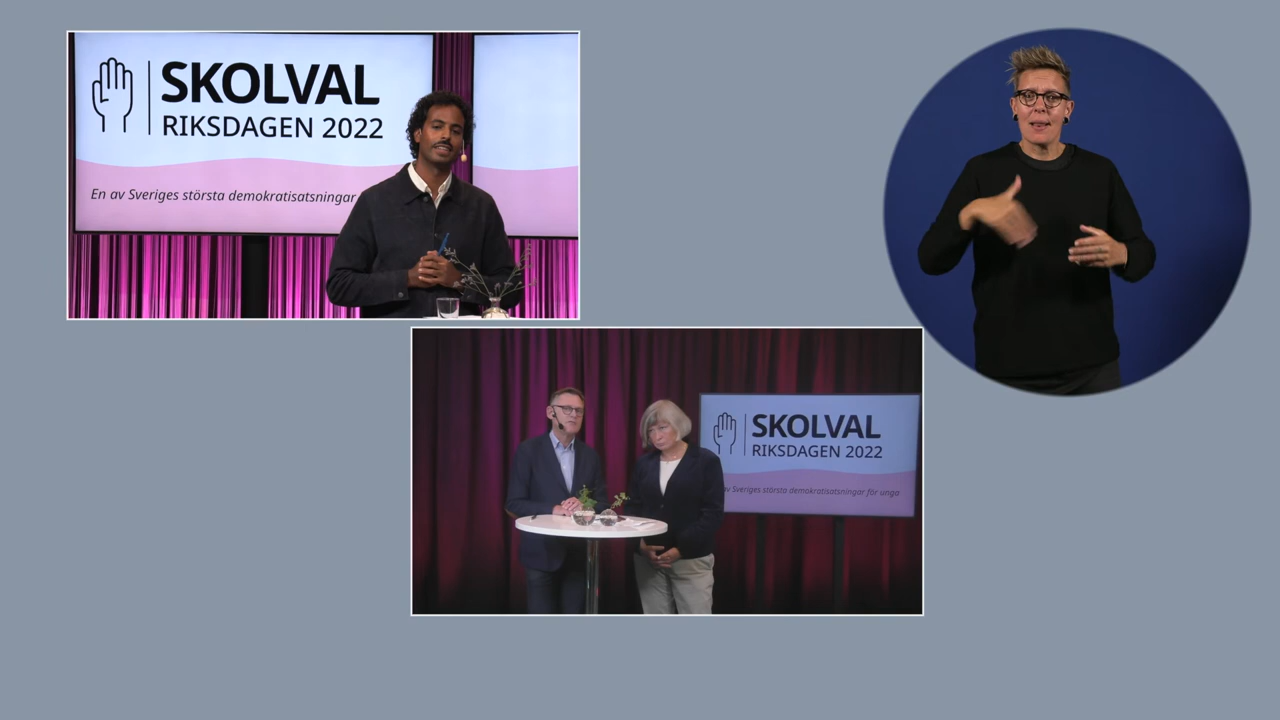 SKOLVAL
RIKSDAGEN 2022
En av Sveriges största demokratisatsningar
SKOLVAL
RIKSDAGEN 2022
av Sveriges största demokratisatsningar för unga